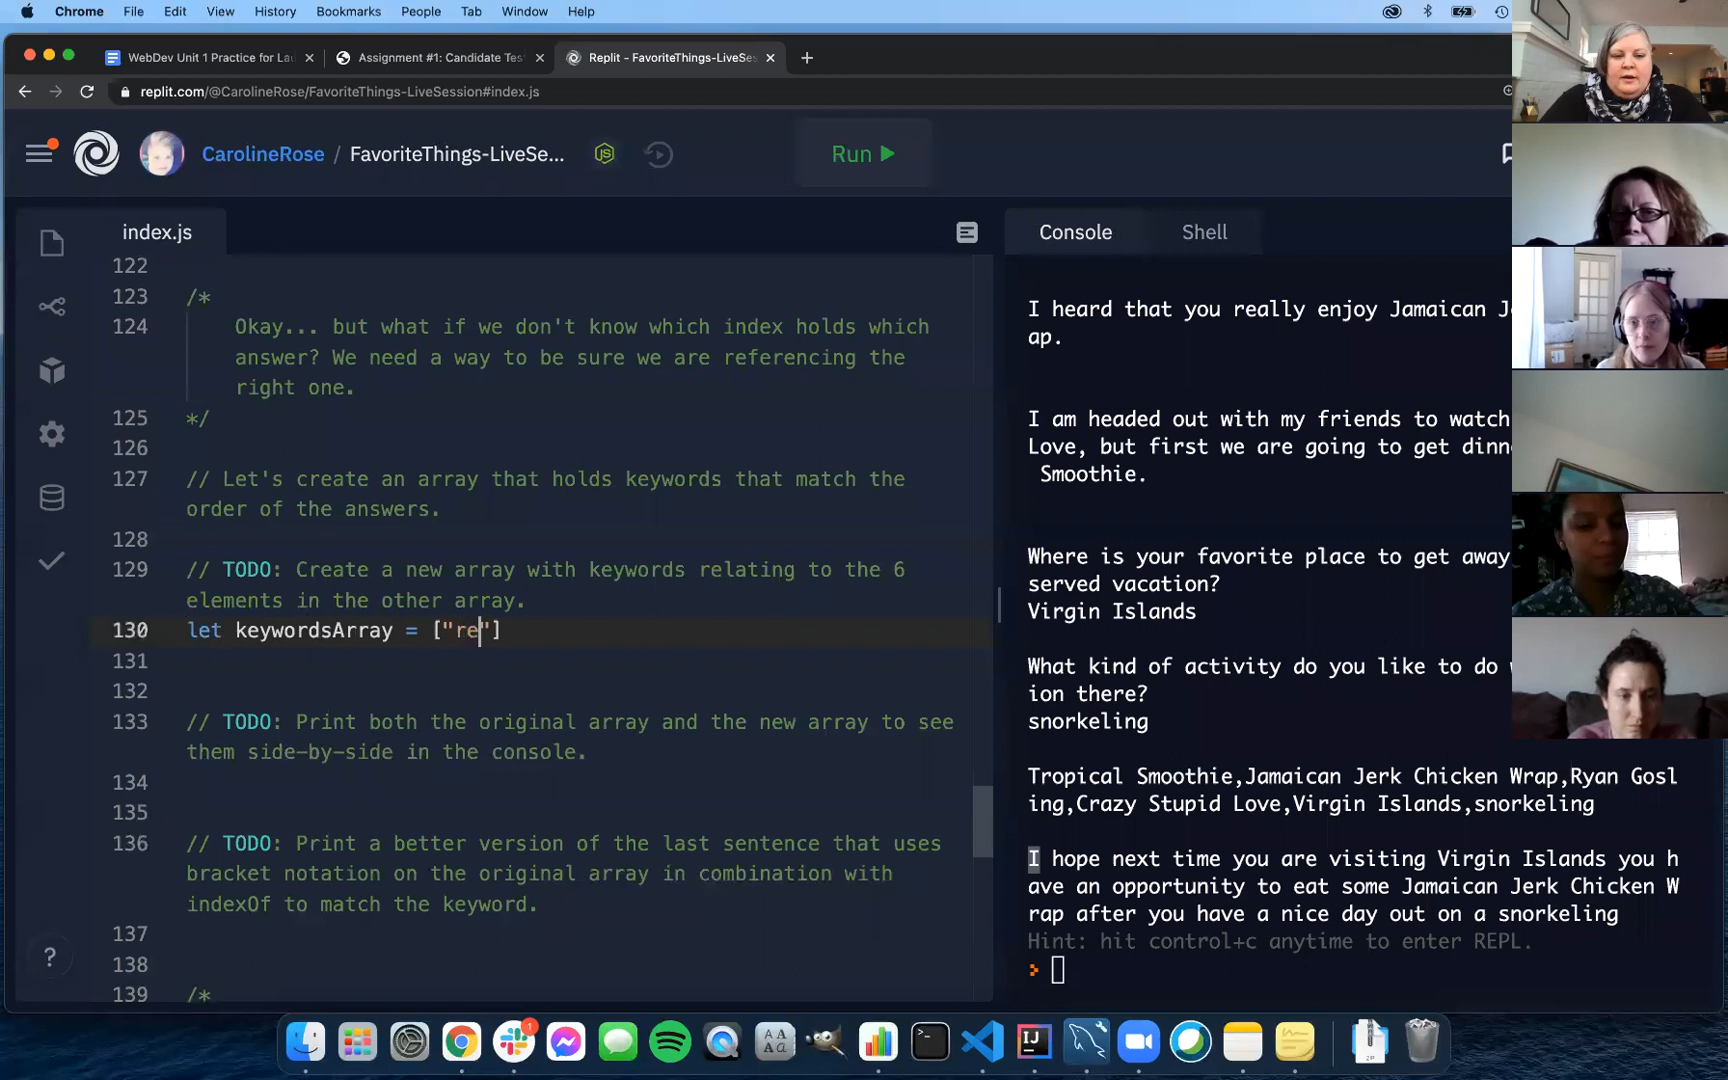 Chrome File Edit View History Bookmarks People Tab Window Help
WebDev Unit 1 Practice for La
Assignment #1: Candidate Tes
Replit - FavoriteThings-LiveSes
replit.com/@CarolineRose/FavoriteThings-LiveSession#index.js
CarolineRose / FavoriteThings-LiveSe...
JS
Run
index.js
Console
Shell
122
123 /*
124 Okay... but what if we don't know which index holds which
answer? We need a way to be sure we are referencing the
right one.
125 */
126
127 // Let's create an array that holds keywords that match the
order of the answers.
128
129 // TODO: Create a new array with keywords relating to the 6
elements in the other array.
130 let keywordsArray = ["re"]
131
132
133 // TODO: Print both the original array and the new array to see
them side-by-side in the console.
134
135
136 // TODO: Print a better version of the last sentence that uses
bracket notation on the original array in combination with
indexOf to match the keyword.
137
138
139 /*
I heard that you really enjoy Jamaican J
ap.
I am headed out with my friends to watch
Love, but first we are going to get dinn
Smoothie.
Where is your favorite place to get away
served vacation?
Virgin Islands
What kind of activity do you like to do
ion there?
snorkeling
Tropical Smoothie,Jamaican Jerk Chicken Wrap,Ryan Gosl
ing,Crazy Stupid Love,Virgin Islands,snorkeling
I hope next time you are visiting Virgin Islands you h
ave an opportunity to eat some Jamaican Jerk Chicken W
rap after you have a nice day out on a snorkeling
Hint: hit control+c anytime to enter REPL.
>
?
1
IJ